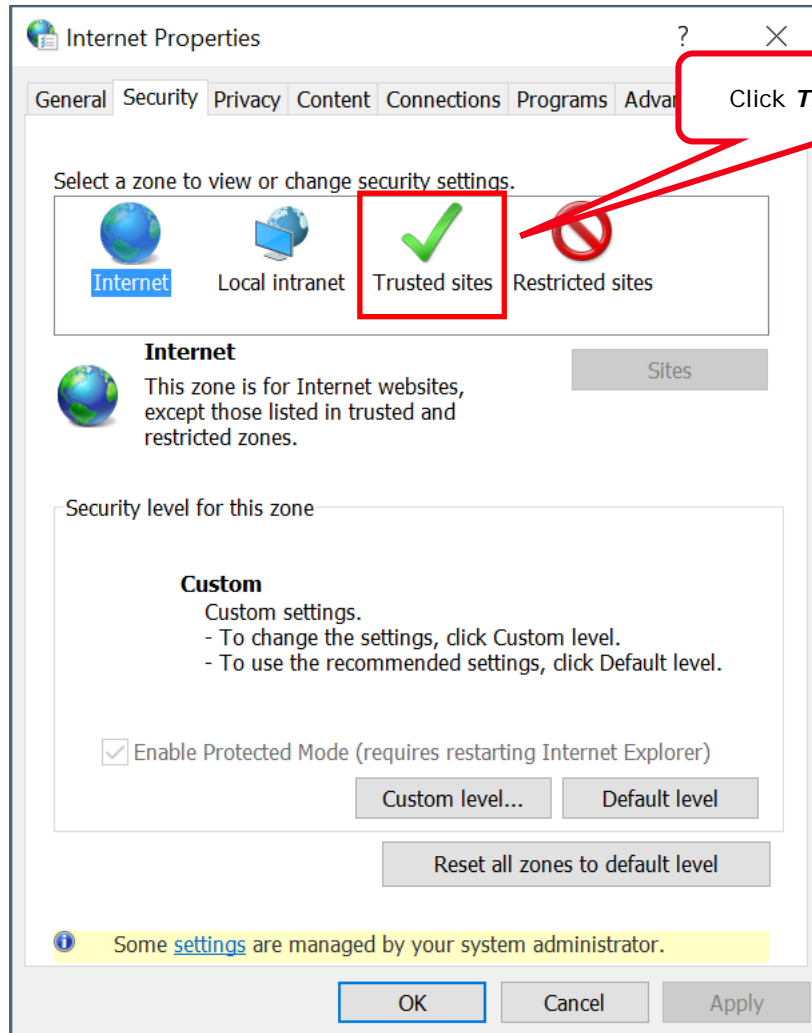 Internet Properties
General Security Privacy Content Connections Programs
Click
Select a zone to view or change security settings.
Internet Local intranet Trusted sites Restricted sites
Internet
Sites
This zone is for Internet websites,
except those listed in trusted and
restricted zones.
Security level for this zone
Custom
Custom settings.
- To change the settings, click Custom level.
- To use the recommended settings, click Default level.
Enable Protected Mode (requires restarting Internet Explorer)
Custom level... Default level
Reset all zones to default level
Some settings are managed by your system administrator.
OK Cancel Apply